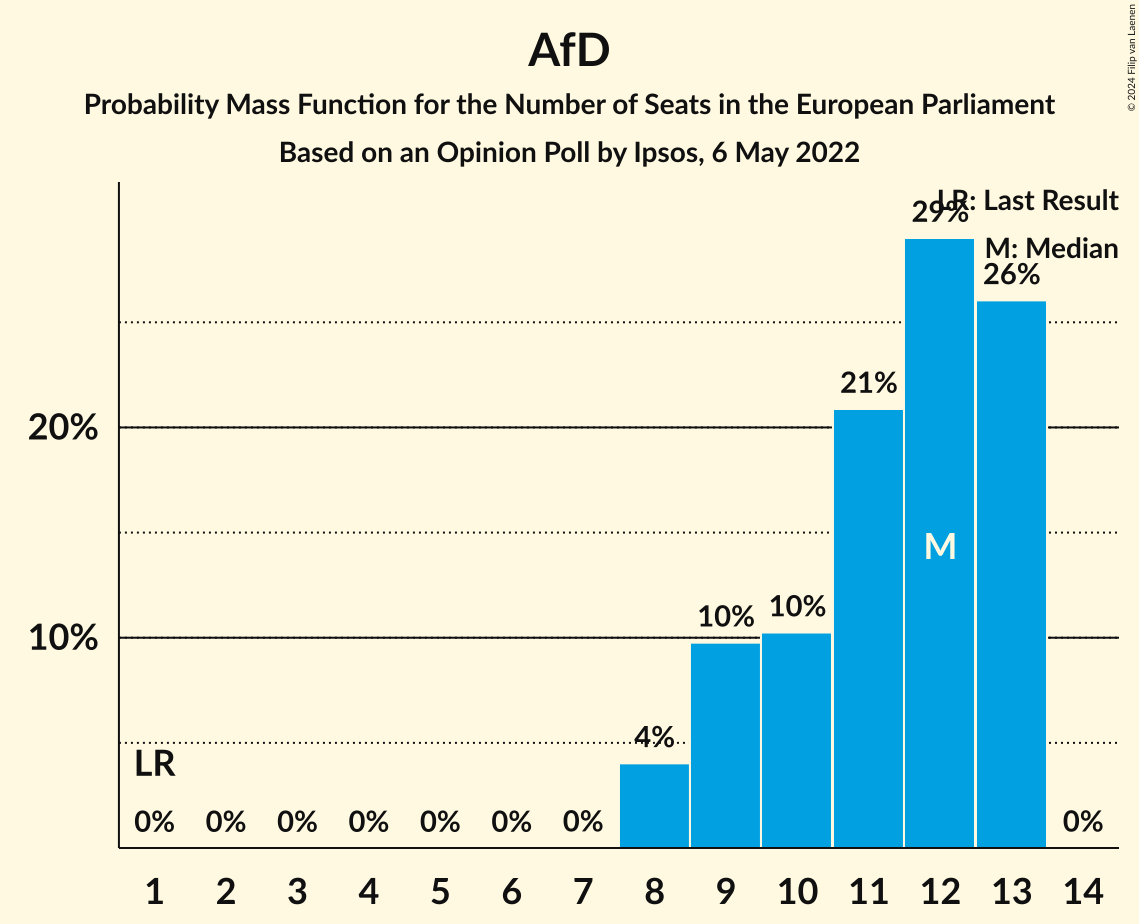 AfD
Probability Mass Function for the Number of Seats in the European Parliament
Based on an Opinion Poll by Ipsos, 6 May 2022
© 2024 Filip van Laenen
LR: Last Result
M: Median
29%
26%
21%
20%
M
10%
10%
10%
4%
LR
0% 0% 0% 0% 0% 0% 0% 0%
1 2 3 4 5 6 7 8 9 10 11 12 13 14